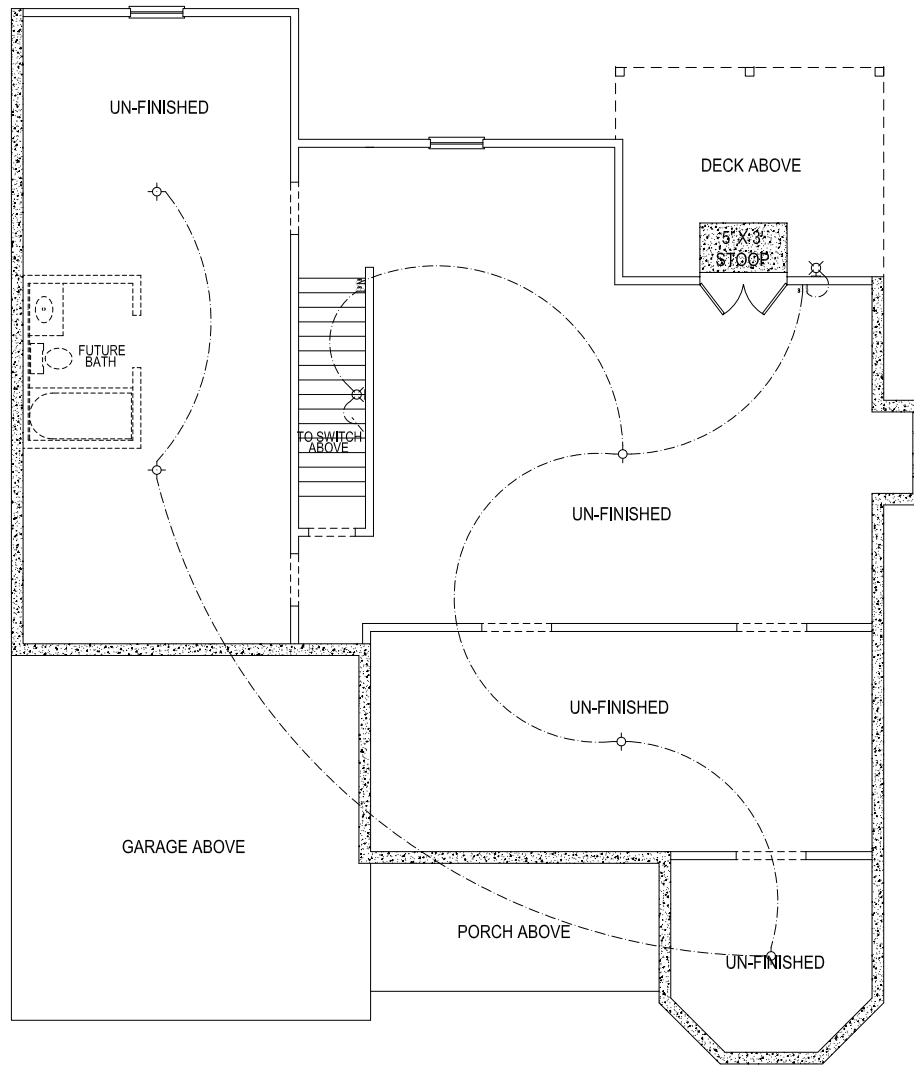 UN-FINISHED
DECK ABOVE
5' X 3'
STOOP
FUTURE
BATH
TO SWITCH
ABOVE
UN-FINISHED
UN-FINISHED
GARAGE ABOVE
PORCH ABOVE
UN-FINISHED